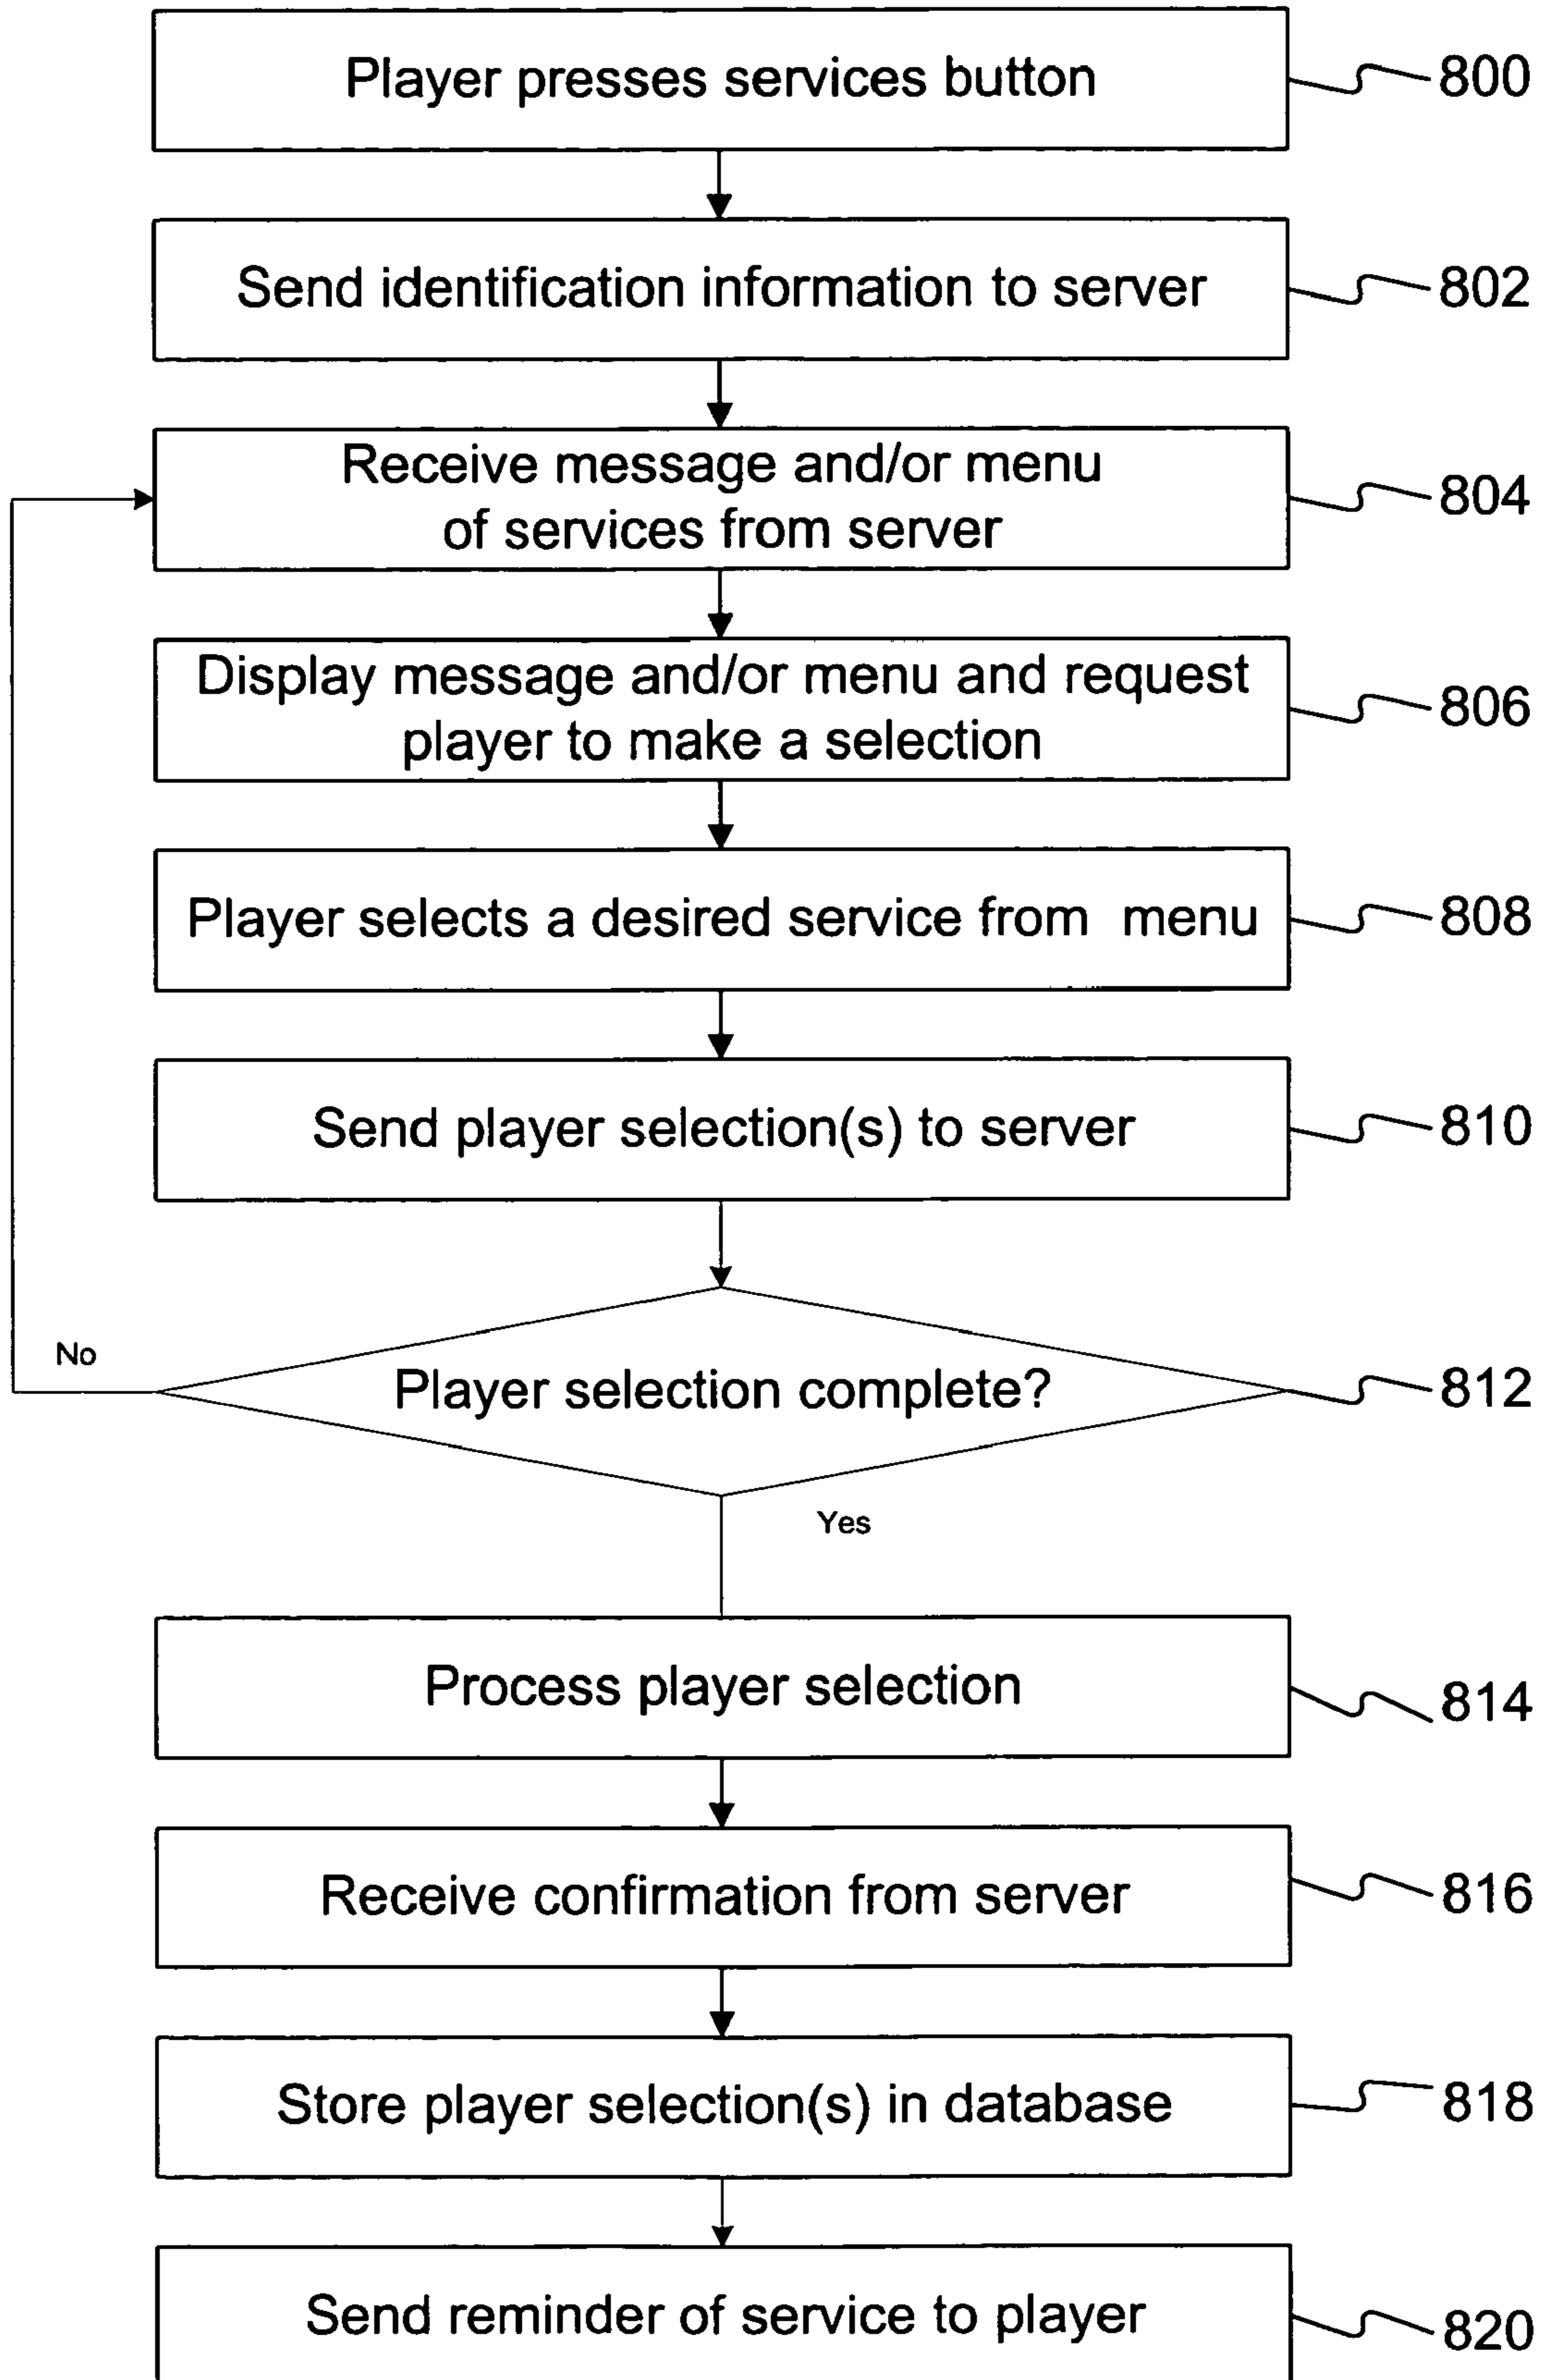 Player presses services button
800
Send identification information to server
802
Receive message and/or menu
of services from server
804
Display message and/or menu and request
player to make a selection
806
Player selects a desired service from menu
808
Send player selection(s) to server
810
Player selection complete?
812
No
Yes
Process player selection
814
Receive confirmation from server
816
Store player selection(s) in database
818
Send reminder of service to player
820